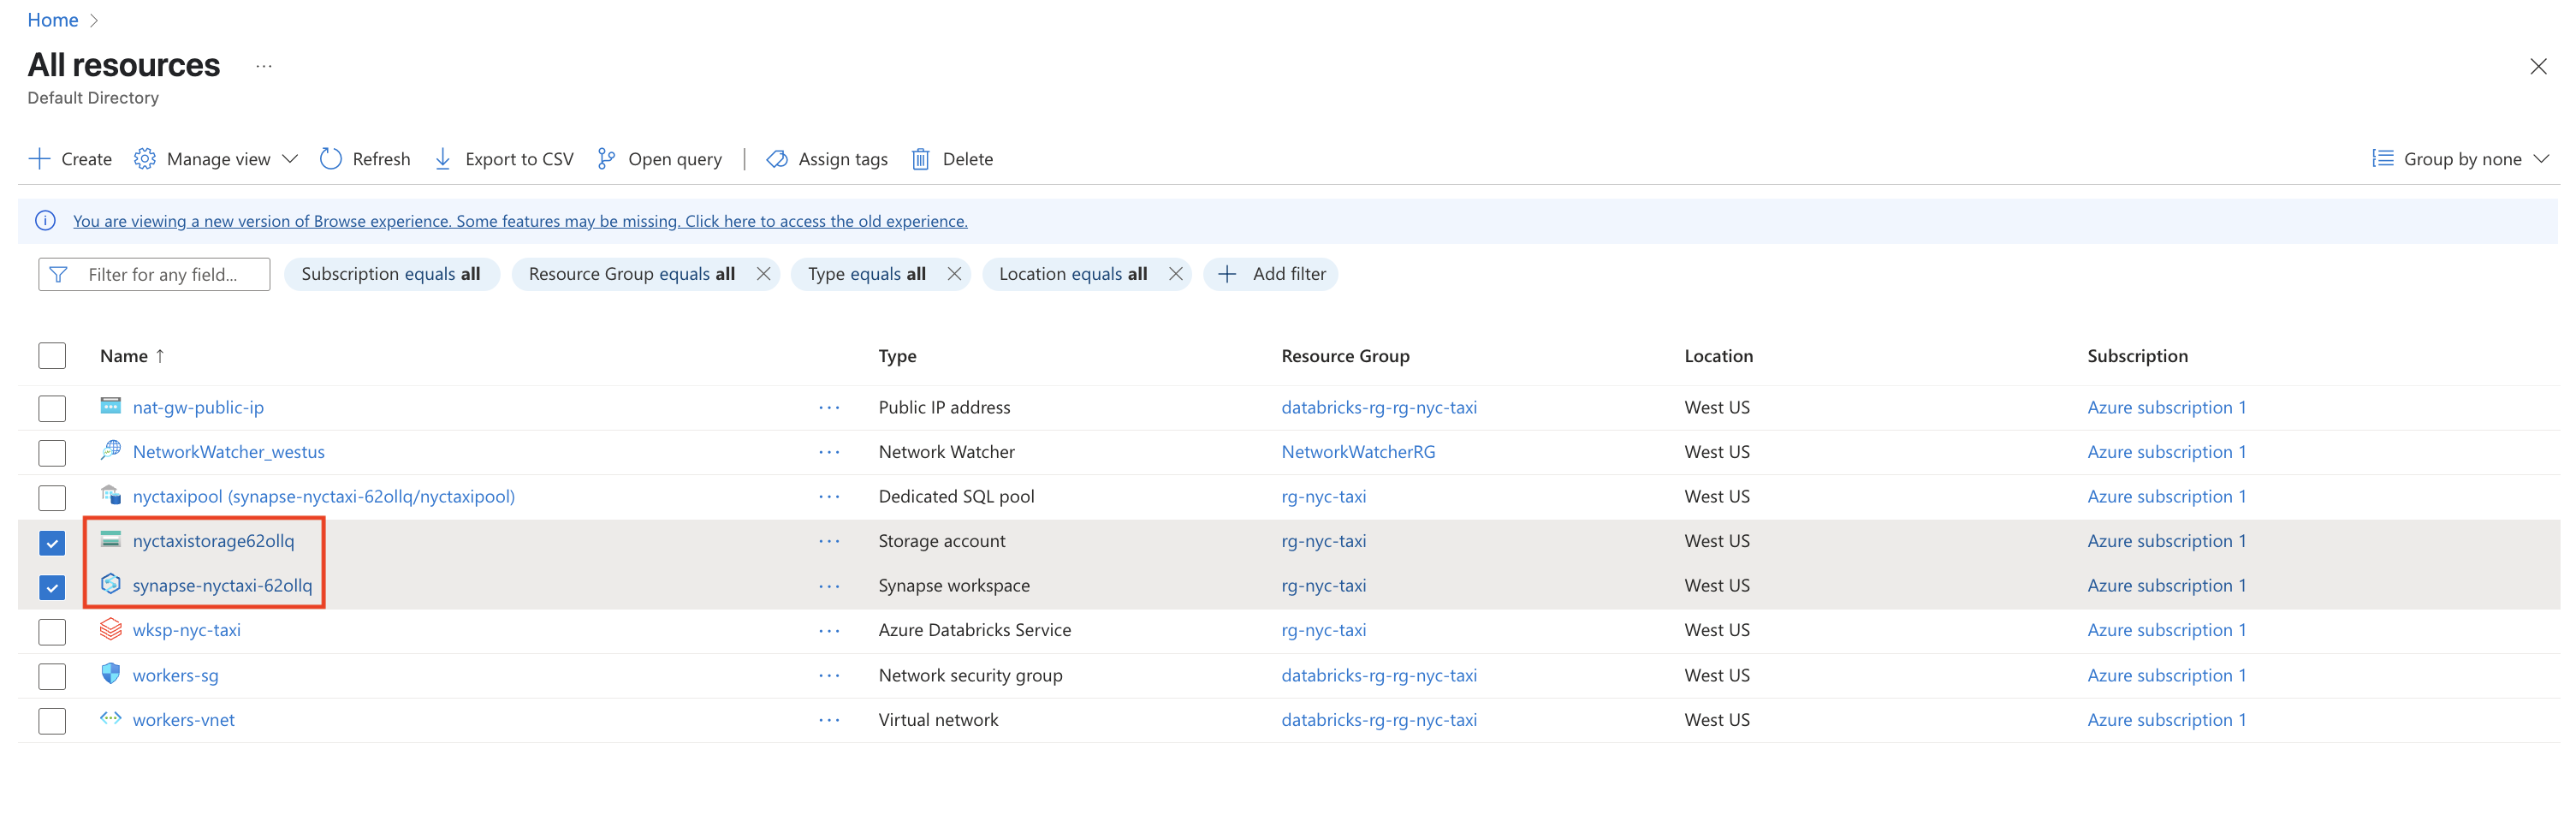 Home
All resources ...
Default Directory
Create Manage view Refresh Export to CSV Open query | Assign tags Delete Group by none
You are viewing a new version of Browse experience. Some features may be missing. Click here to access the old experience.
Filter for any field... Subscription equals all Resource Group equals all Type equals all Location equals all Add filter
Name ↑ Type Resource Group Location Subscription
nat-gw-public-ip ... Public IP address databricks-rg-rg-nyc-taxi West US Azure subscription 1
NetworkWatcher_westus ... Network Watcher NetworkWatcherRG West US Azure subscription 1
nyctaxipool (synapse-nyctaxi-62ollq/nyctaxipool) ... Dedicated SQL pool rg-nyc-taxi West US Azure subscription 1
nyctaxistorage62ollq ... Storage account rg-nyc-taxi West US Azure subscription 1
synapse-nyctaxi-62ollq ... Synapse workspace rg-nyc-taxi West US Azure subscription 1
wksp-nyc-taxi ... Azure Databricks Service rg-nyc-taxi West US Azure subscription 1
workers-sg ... Network security group databricks-rg-rg-nyc-taxi West US Azure subscription 1
workers-vnet ... Virtual network databricks-rg-rg-nyc-taxi West US Azure subscription 1